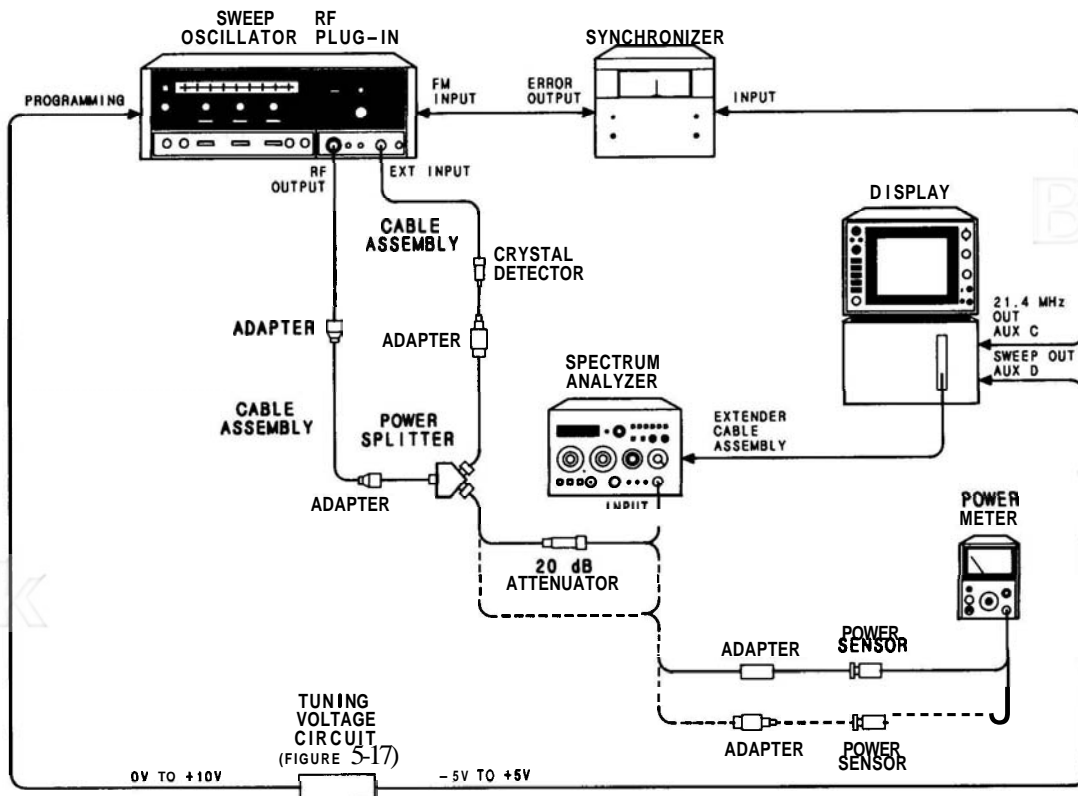 SWEEP RF
OSCILLATOR PLUG-IN
SYNCHRONIZER
PROGRAMMING
FM
INPUT
ERROR
OUTPUT
INPUT
RF
OUTPUT
EXT INPUT
CABLE
ASSEMBLY
CRYSTAL
DETECTOR
DISPLAY
21.4 MHz
OUT
AUX C
SWEEP OUT
AUX D
ADAPTER
ADAPTER
SPECTRUM
ANALYZER
CABLE
ASSEMBLY
POWER
SPLITTER
EXTENDER
CABLE
ASSEMBLY
ADAPTER
INPUT
POWER
METER
20 dB
ATTENUATOR
ADAPTER
POWER
SENSOR
ADAPTER
POWER
SENSOR
TUNING
VOLTAGE
CIRCUIT
(FIGURE 5-17)
0V TO +10V
-5V TO +5V
B
k